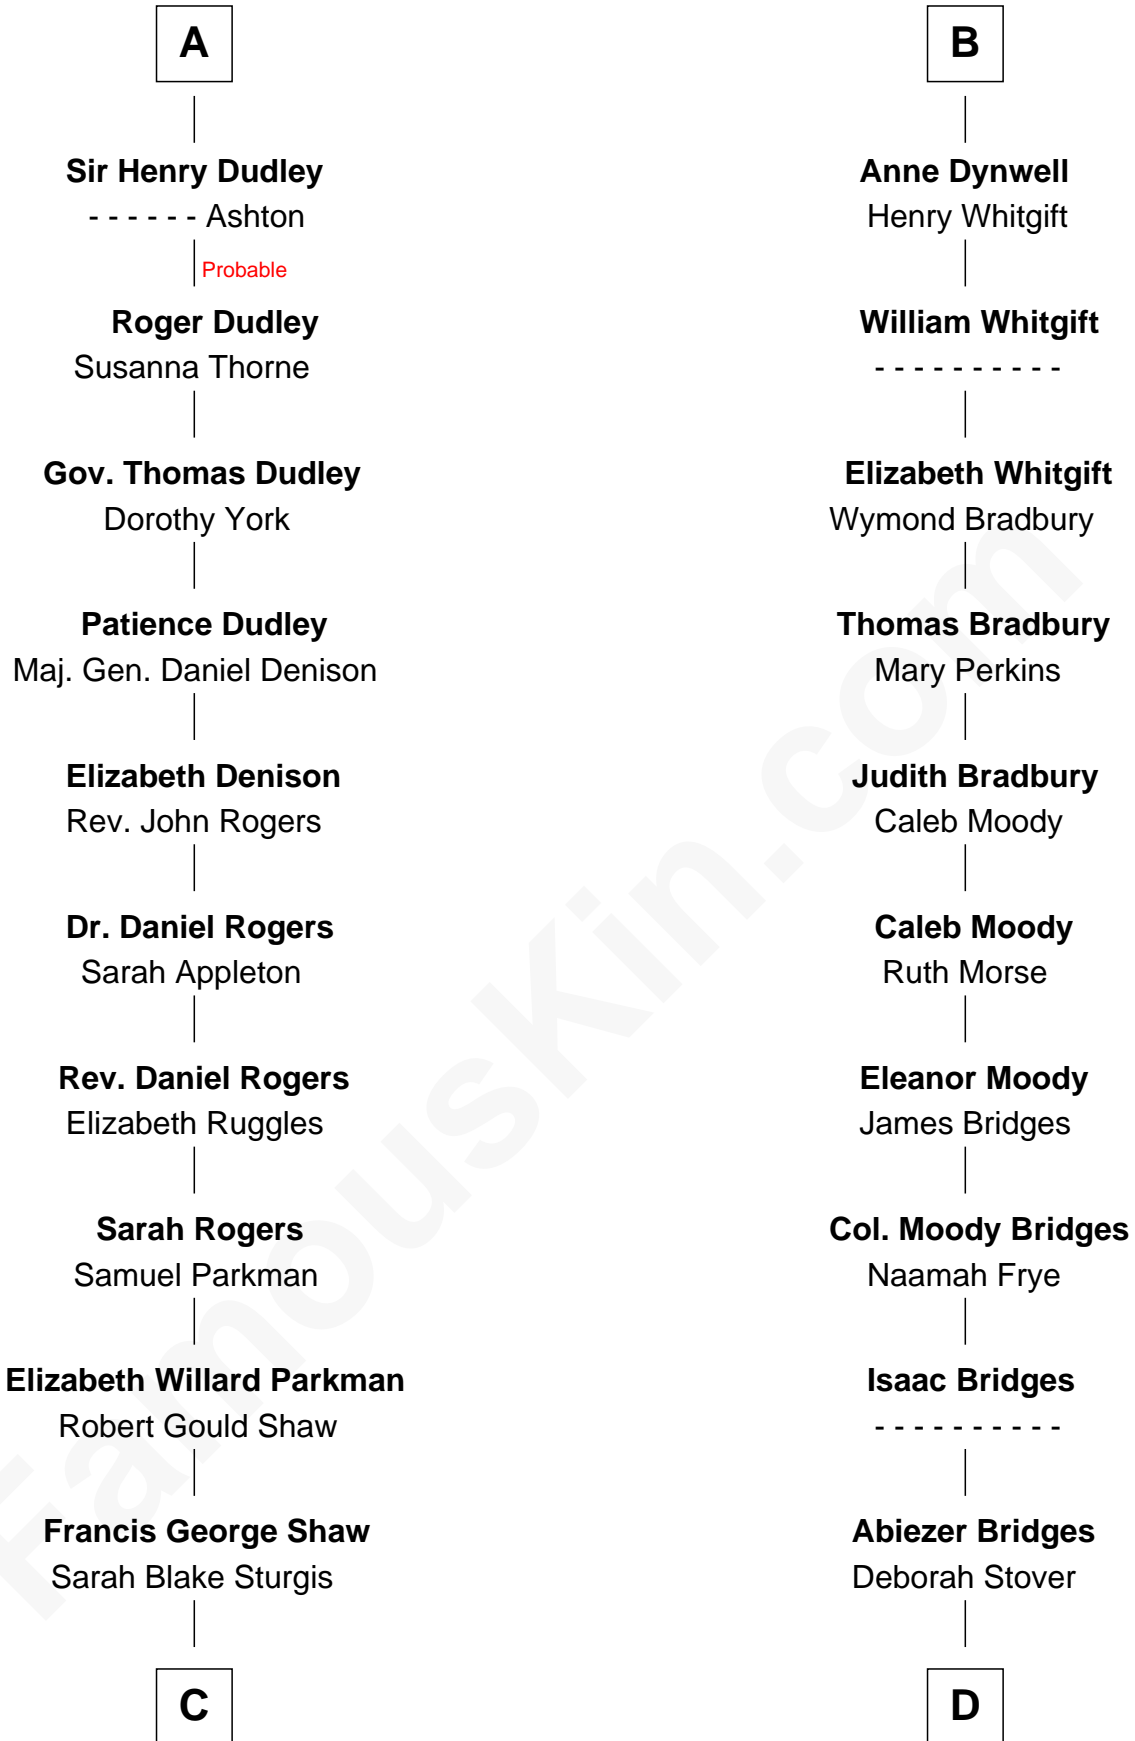 A
Sir Henry Dudley
- - - - - - Ashton
Probable
Roger Dudley
Susanna Thorne
Gov. Thomas Dudley
Dorothy York
Patience Dudley
Maj. Gen. Daniel Denison
Elizabeth Denison
Rev. John Rogers
Dr. Daniel Rogers
Sarah Appleton
Rev. Daniel Rogers
Elizabeth Ruggles
Sarah Rogers
Samuel Parkman
Elizabeth Willard Parkman
Robert Gould Shaw
Francis George Shaw
Sarah Blake Sturgis
C
B
Anne Dynwell
Henry Whitgift
William Whitgift
- - - - - - - - - -
Elizabeth Whitgift
Wymond Bradbury
Thomas Bradbury
Mary Perkins
Judith Bradbury
Caleb Moody
Caleb Moody
Ruth Morse
Eleanor Moody
James Bridges
Col. Moody Bridges
Naamah Frye
Isaac Bridges
- - - - - - - - - -
Abiezer Bridges
Deborah Stover
D
FamousKin.com